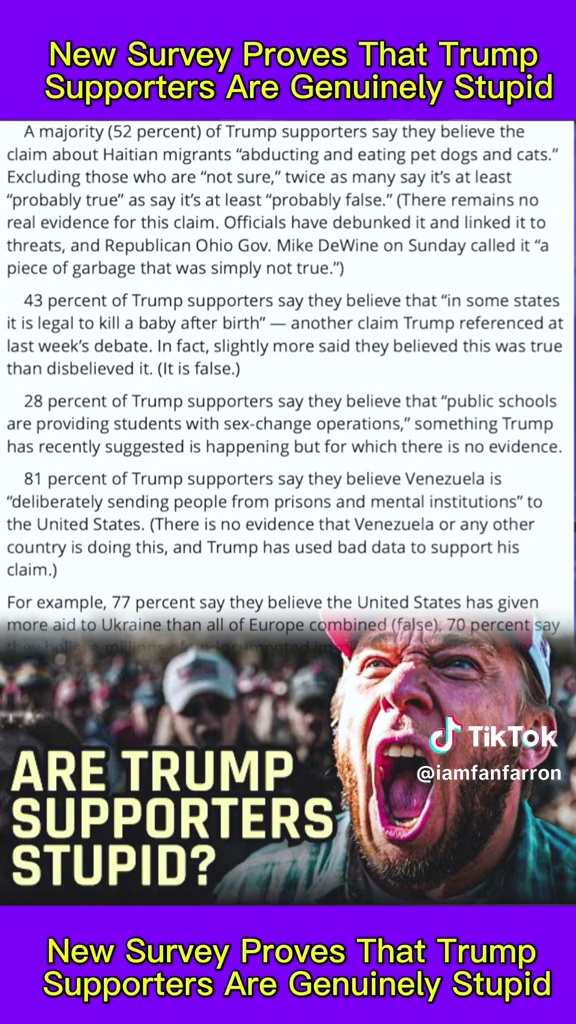 New Survey Proves That Trump
Supporters Are Genuinely Stupid
A majority (52 percent) of Trump supporters say they believe the
claim about Haitian migrants “abducting and eating pet dogs and cats.”
Excluding those who are “not sure,” twice as many say it’s at least
“probably true” as say it’s at least “probably false.” (There remains no
real evidence for this claim. Officials have debunked it and linked it to
threats, and Republican Ohio Gov. Mike DeWine on Sunday called it “a
piece of garbage that was simply not true.”)
43 percent of Trump supporters say they believe that “in some states
it is legal to kill a baby after birth” — another claim Trump referenced at
last week’s debate. In fact, slightly more said they believed this was true
than disbelieved it. (It is false.)
28 percent of Trump supporters say they believe that “public schools
are providing students with sex-change operations,” something Trump
has recently suggested is happening but for which there is no evidence.
81 percent of Trump supporters say they believe Venezuela is
“deliberately sending people from prisons and mental institutions” to
the United States. (There is no evidence that Venezuela or any other
country is doing this, and Trump has used bad data to support his
claim.)
For example, 77 percent say they believe the United States has given
more aid to Ukraine than all of Europe combined (false), 70 percent say
TikTok
@iamfanfarron
ARE TRUMP
SUPPORTERS
STUPID?
New Survey Proves That Trump
Supporters Are Genuinely Stupid